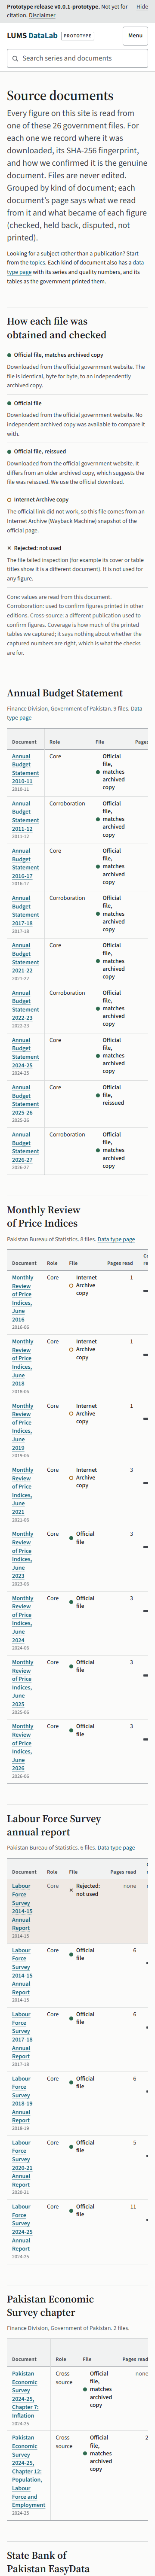 Prototype release v0.0.1-prototype. Not yet for
citation. Disclaimer
Hide
LUMS DataLab
PROTOTYPE
Menu
Search series and documents
Source documents
Every figure on this site is read from
one of these 26 government files. For
each one we record where it was
downloaded, its SHA-256 fingerprint,
and how we confirmed it is the genuine
document. Files are never edited.
Grouped by kind of document; each
document's page says what we read
from it and what became of each figure
(checked, held back, disputed, not
printed).
Looking for a subject rather than a publication? Start
from the topics. Each kind of document also has a data
type page with its series and quality numbers, and its
tables as the government printed them.
How each file was
obtained and checked
Official file, matches archived copy
Downloaded from the official government website. The
file is identical, byte for byte, to an independently
archived copy.
Official file
Downloaded from the official government website. No
independent archived copy was available to compare it
with.
Official file, reissued
Downloaded from the official government website. It
differs from an older archived copy, which suggests the
file was reissued. We use the official download.
Internet Archive copy
The official link did not work, so this file comes from an
Internet Archive (Wayback Machine) snapshot of the
official page.
× Rejected: not used
The file failed inspection (for example its cover or table
titles show it is a different document). It is not used for
any figure.
Core: values are read from this document.
Corroboration: used to confirm figures printed in other
editions. Cross-source: a different publication used to
confirm figures. Coverage is how much of the printed
tables we captured; it says nothing about whether the
captured numbers are right, which is what the checks
are for.
Annual Budget Statement
Finance Division, Government of Pakistan. 9 files. Data
type page
Document Role File Pages
Annual
Budget
Statement
2010-11
2010-11
Core
Official
file,
matches
archived
copy
Annual
Budget
Statement
2011-12
2011-12
Corroboration
Official
file,
matches
archived
copy
Annual
Budget
Statement
2016-17
2016-17
Core
Official
file,
matches
archived
copy
Annual
Budget
Statement
2017-18
2017-18
Corroboration
Official
file,
matches
archived
copy
Annual
Budget
Statement
2021-22
2021-22
Core
Official
file,
matches
archived
copy
Annual
Budget
Statement
2022-23
2022-23
Corroboration
Official
file,
matches
archived
copy
Annual
Budget
Statement
2024-25
2024-25
Core
Official
file,
matches
archived
copy
Annual
Budget
Statement
2025-26
2025-26
Core
Official
file,
reissued
Annual
Budget
Statement
2026-27
2026-27
Corroboration
Official
file,
matches
archived
copy
Monthly Review
of Price Indices
Pakistan Bureau of Statistics. 8 files. Data type page
Document Role File Pages read
Monthly
Review
of Price
Indices,
June
2016
2016-06
Core
Internet
Archive
copy
1
Monthly
Review
of Price
Indices,
June
2018
2018-06
Core
Internet
Archive
copy
1
Monthly
Review
of Price
Indices,
June
2019
2019-06
Core
Internet
Archive
copy
1
Monthly
Review
of Price
Indices,
June
2021
2021-06
Core
Internet
Archive
copy
3
Monthly
Review
of Price
Indices,
June
2023
2023-06
Core
Official
file
3
Monthly
Review
of Price
Indices,
June
2024
2024-06
Core
Official
file
3
Monthly
Review
of Price
Indices,
June
2025
2025-06
Core
Official
file
3
Monthly
Review
of Price
Indices,
June
2026
2026-06
Core
Official
file
3
Labour Force Survey
annual report
Pakistan Bureau of Statistics. 6 files. Data type page
Document Role File Pages read
Labour
Force
Survey
2014-15
Annual
Report
2014-15
Core
× Rejected:
not used
none
Labour
Force
Survey
2014-15
Annual
Report
2014-15
Core
Official
file
6
Labour
Force
Survey
2017-18
Annual
Report
2017-18
Core
Official
file
6
Labour
Force
Survey
2018-19
Annual
Report
2018-19
Core
Official
file
6
Labour
Force
Survey
2020-21
Annual
Report
2020-21
Core
Official
file
5
Labour
Force
Survey
2024-25
Annual
Report
2024-25
Core
Official
file
11
Pakistan Economic
Survey chapter
Finance Division, Government of Pakistan. 2 files.
Document Role File Pages read
Pakistan
Economic
Survey
2024-25,
Chapter 7:
Inflation
2024-25
Cross-
source
Official
file,
matches
archived
copy
none
Pakistan
Economic
Survey
2024-25,
Chapter 12:
Population,
Labour
Force and
Employment
2024-25
Cross-
source
Official
file,
matches
archived
copy
2
State Bank of
Pakistan EasyData